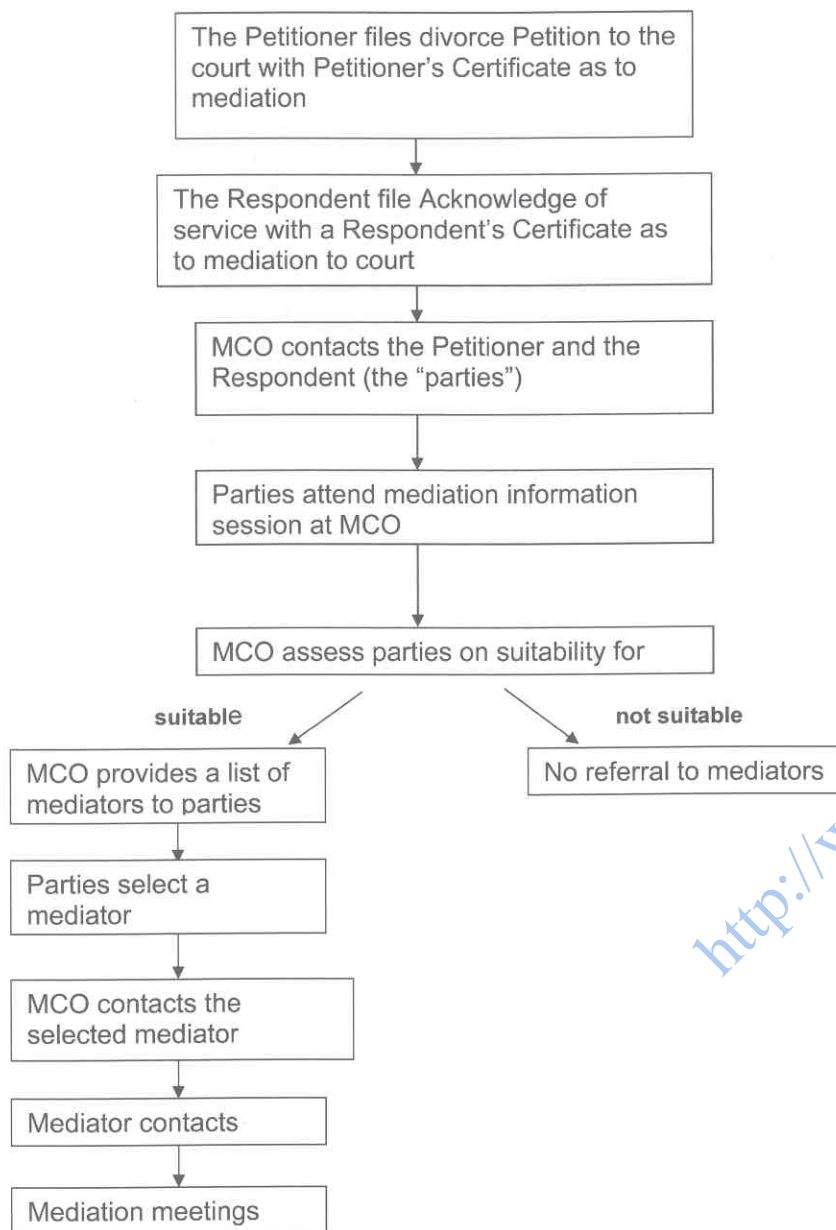 The Petitioner files divorce Petition to the
court with Petitioner's Certificate as to
mediation
The Respondent file Acknowledge of
service with a Respondent's Certificate as
to mediation to court
MCO contacts the Petitioner and the
Respondent (the "parties")
Parties attend mediation information
session at MCO
MCO assess parties on suitability for
suitable
not suitable
MCO provides a list of
mediators to parties
No referral to mediators
Parties select a
mediator
MCO contacts the
selected mediator
Mediator contacts
Mediation meetings
http://